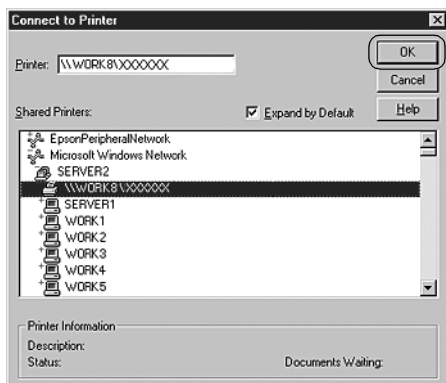 Connect to Printer
Printer: \\WORK8\XXXXXX
OK
Cancel
Help
Shared Printers:
Expand by Default
EpsonPeripheralNetwork
Microsoft Windows Network
SERVER2
\\WORK8\XXXXXX
SERVER1
WORK1
WORK2
WORK3
WORK4
WORK5
Printer Information
Description:
Status:
Documents Waiting: